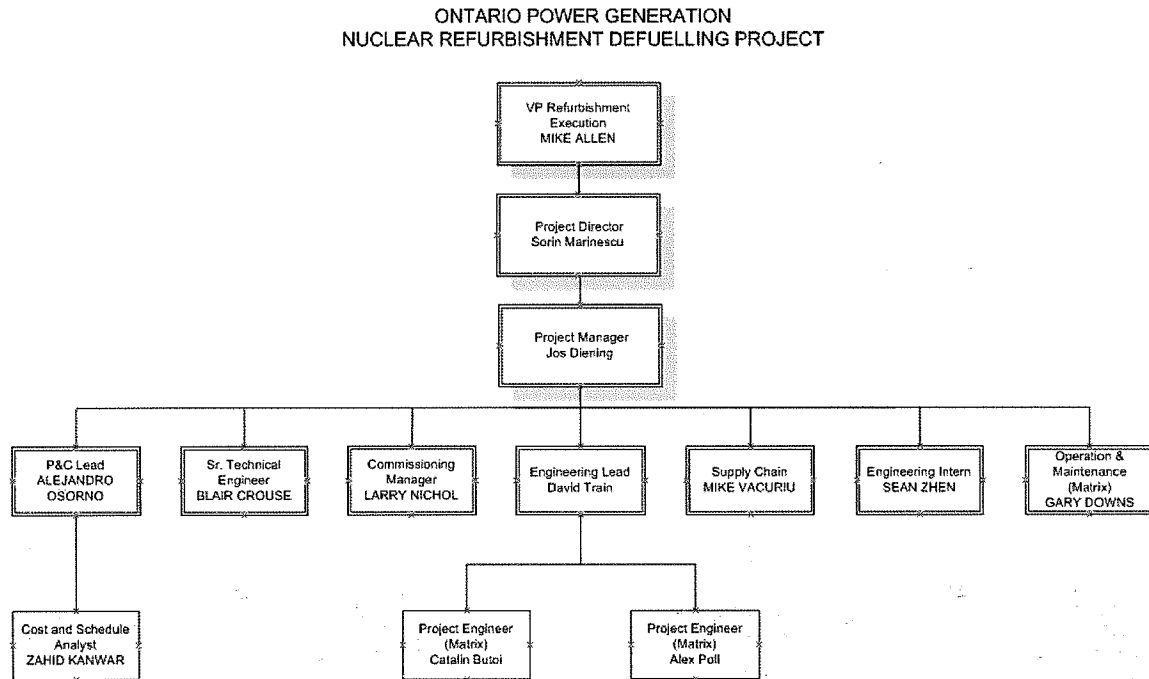 ONTARIO POWER GENERATION
NUCLEAR REFURBISHMENT DEFUELLING PROJECT
VP Refurbishment
Execution
MIKE ALLEN
Project Director
Sorin Marinescu
Project Manager
Jos Diening
P&C Lead
ALEJANDRO
OSORNO
Sr. Technical
Engineer
BLAIR CROUSE
Commissioning
Manager
LARRY NICHOL
Engineering Lead
David Train
Supply Chain
MIKE VACURIU
Engineering Intern
SEAN ZHEN
Operation &
Maintenance
(Matrix)
GARY DOWNS
Cost and Schedule
Analyst
ZAHID KANWAR
Project Engineer
(Matrix)
Catalin Butoi
Project Engineer
(Matrix)
Alex Poll